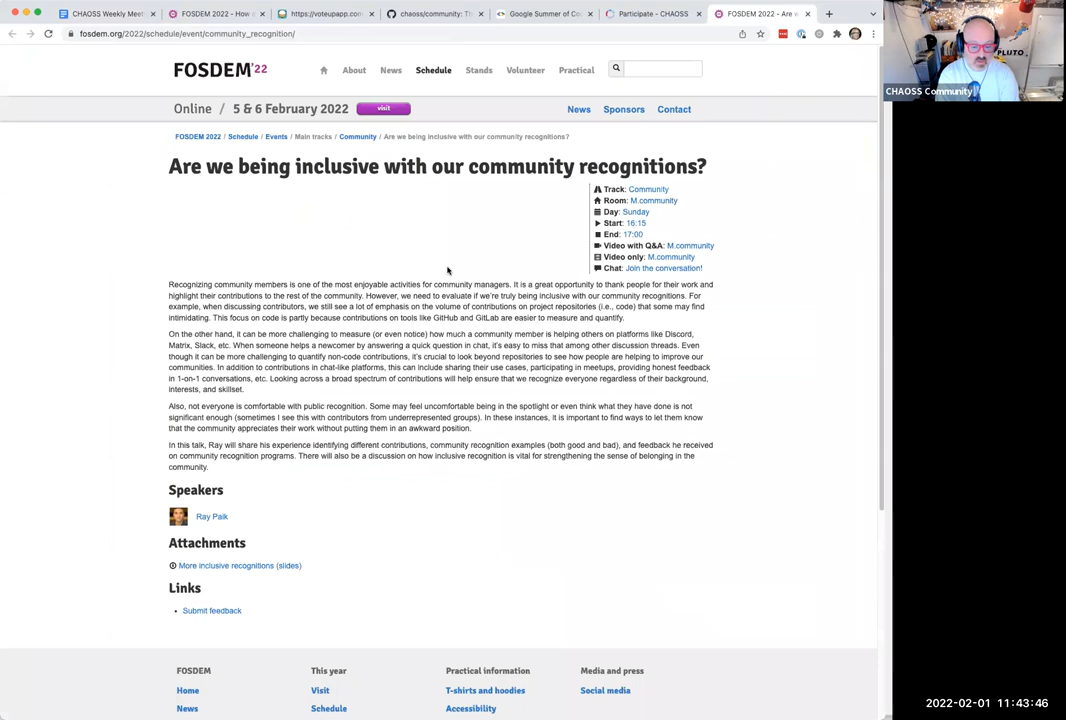 CHAOSS Weekly Meet
FOSDEM 2022 - How
https://voteupapp.com
chaoss/community: Th
Google Summer of Co
Participate - CHAOSS
FOSDEM 2022 - Are w
fosdem.org/2022/schedule/event/community_recognition/
PLUTO
CHAOSS Community
FOSDEM'22
About News Schedule Stands Volunteer Practical
Online / 5 & 6 February 2022 visit
News Sponsors Contact
FOSDEM 2022 / Schedule / Events / Main tracks / Community / Are we being inclusive with our community recognitions?
Are we being inclusive with our community recognitions?
Track: Community
Room: M.community
Day: Sunday
Start: 16:15
End: 17:00
Video with Q&A: M.community
Video only: M.community
Chat: Join the conversation!
Recognizing community members is one of the most enjoyable activities for community managers. It is a great opportunity to thank people for their work and
highlight their contributions to the rest of the community. However, we need to evaluate if we're truly being inclusive with our community recognitions. For
example, when discussing contributors, we still see a lot of emphasis on the volume of contributions on project repositories (i.e., code) that some may find
intimidating. This focus on code is partly because contributions on tools like GitHub and GitLab are easier to measure and quantify.
On the other hand, it can be more challenging to measure (or even notice) how much a community member is helping others on platforms like Discord,
Matrix, Slack, etc. When someone helps a newcomer by answering a quick question in chat, it's easy to miss that among other discussion threads. Even
though it can be more challenging to quantify non-code contributions, it's crucial to look beyond repositories to see how people are helping to improve our
communities. In addition to contributions in chat-like platforms, this can include sharing their use cases, participating in meetups, providing honest feedback
in 1-on-1 conversations, etc. Looking across a broad spectrum of contributions will help ensure that we recognize everyone regardless of their background,
interests, and skillset.
Also, not everyone is comfortable with public recognition. Some may feel uncomfortable being in the spotlight or even think what they have done is not
significant enough (sometimes I see this with contributors from underrepresented groups). In these instances, it is important to find ways to let them know
that the community appreciates their work without putting them in an awkward position.
In this talk, Ray will share his experience identifying different contributions, community recognition examples (both good and bad), and feedback he received
on community recognition programs. There will also be a discussion on how inclusive recognition is vital for strengthening the sense of belonging in the
community.
Speakers
Ray Paik
Attachments
More inclusive recognitions (slides)
Links
Submit feedback
FOSDEM
Home
News
This year
Visit
Schedule
Practical information
T-shirts and hoodies
Accessibility
Media and press
Social media
2022-02-01 11:43:46